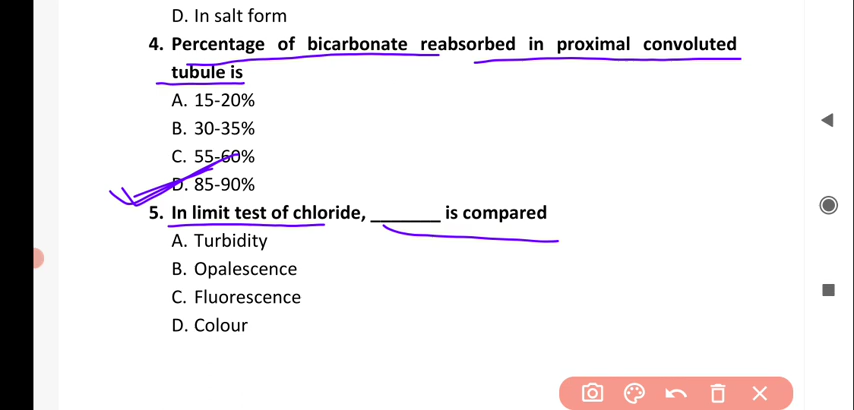 D. In salt form
4. Percentage of bicarbonate reabsorbed in proximal convoluted
tubule is
A. 15-20%
B. 30-35%
C. 55-60%
D. 85-90%
5. In limit test of chloride, _______ is compared
A. Turbidity
B. Opalescence
C. Fluorescence
D. Colour